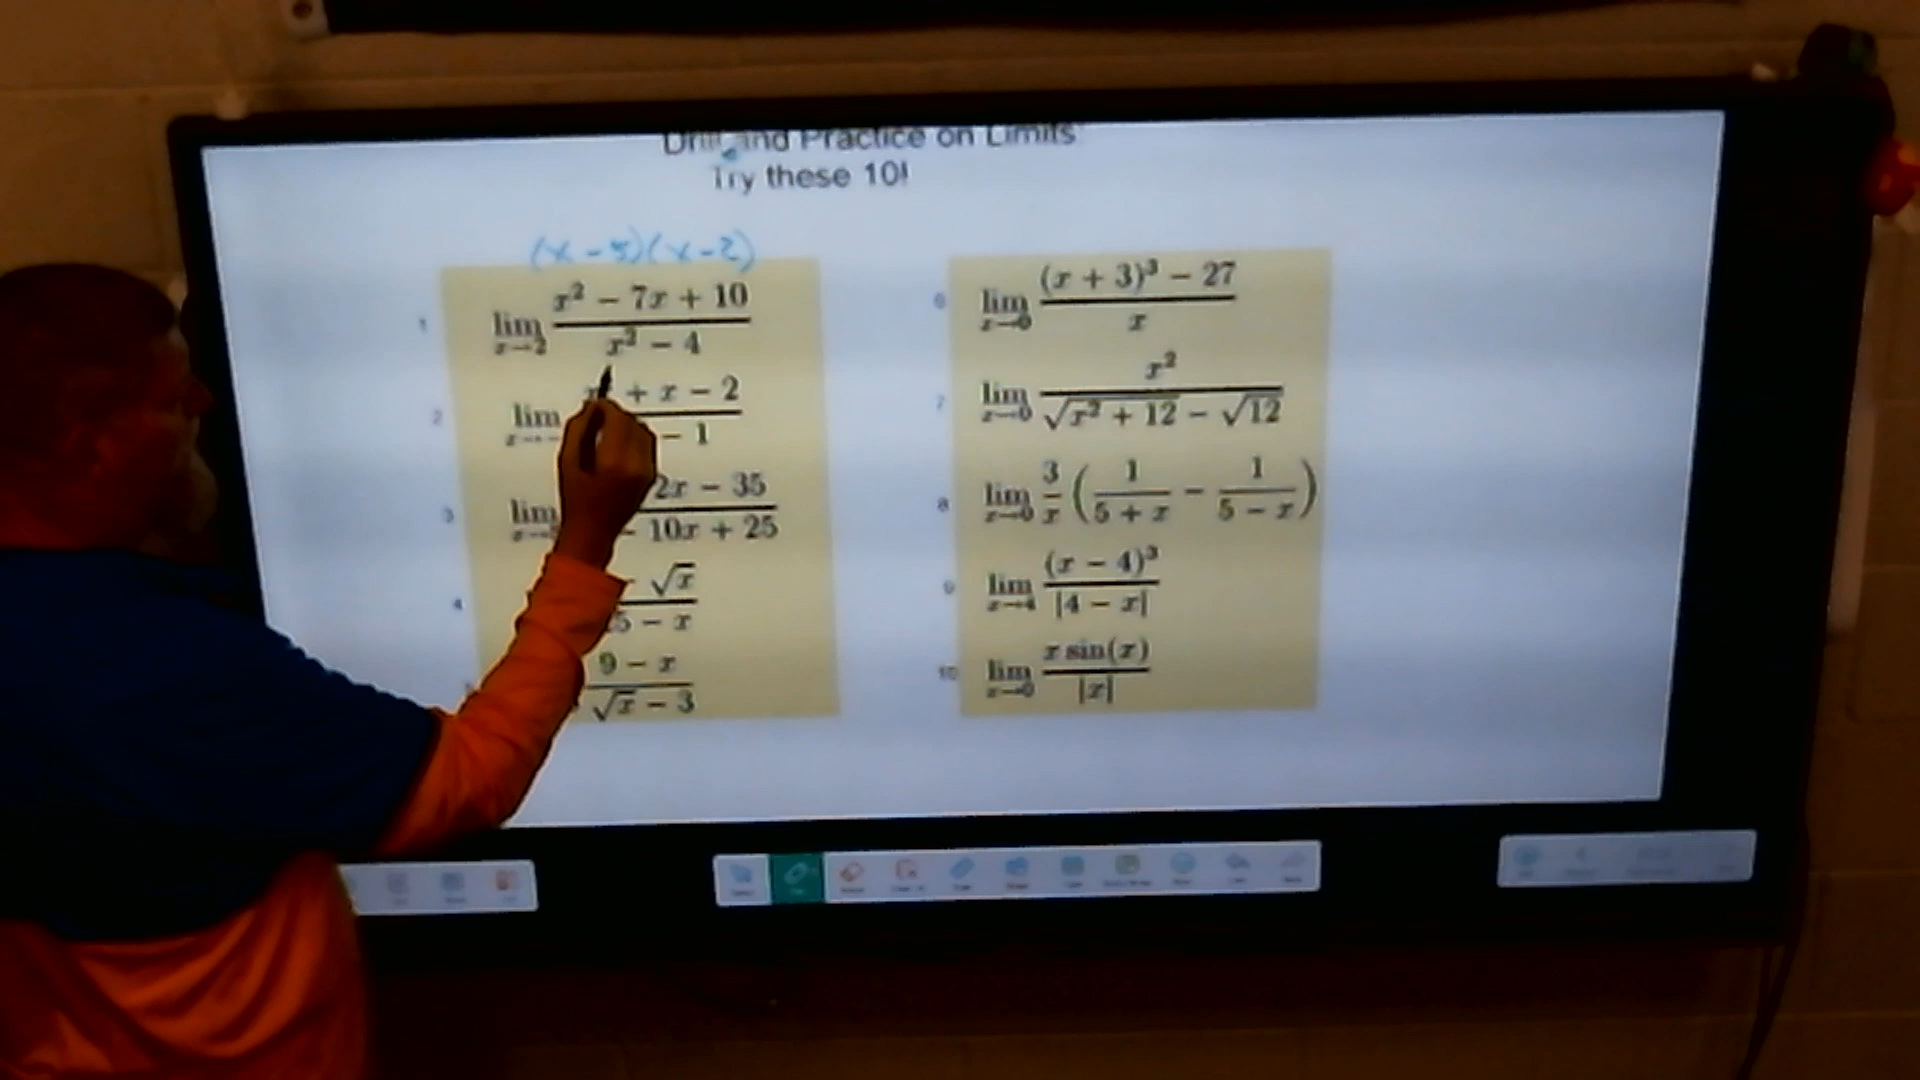 Drill and Practice on Limits
Try these 10!
(x - 5)(x - 2)
1 lim x→2 (x² - 7x + 10)/(x² - 4)
2 lim + x - 2 / - 1
3 lim 2x - 35 / - 10x + 25
4 - √x / 5 - x
9 - x / √x - 3
6 lim x→0 ((x + 3)³ - 27)/x
7 lim x→0 x²/(√x² + 12 - √12)
8 lim x→0 3/x (1/(5 + x) - 1/(5 - x))
9 lim x→4 (x - 4)³/|4 - x|
10 lim x→0 x sin(x)/|x|